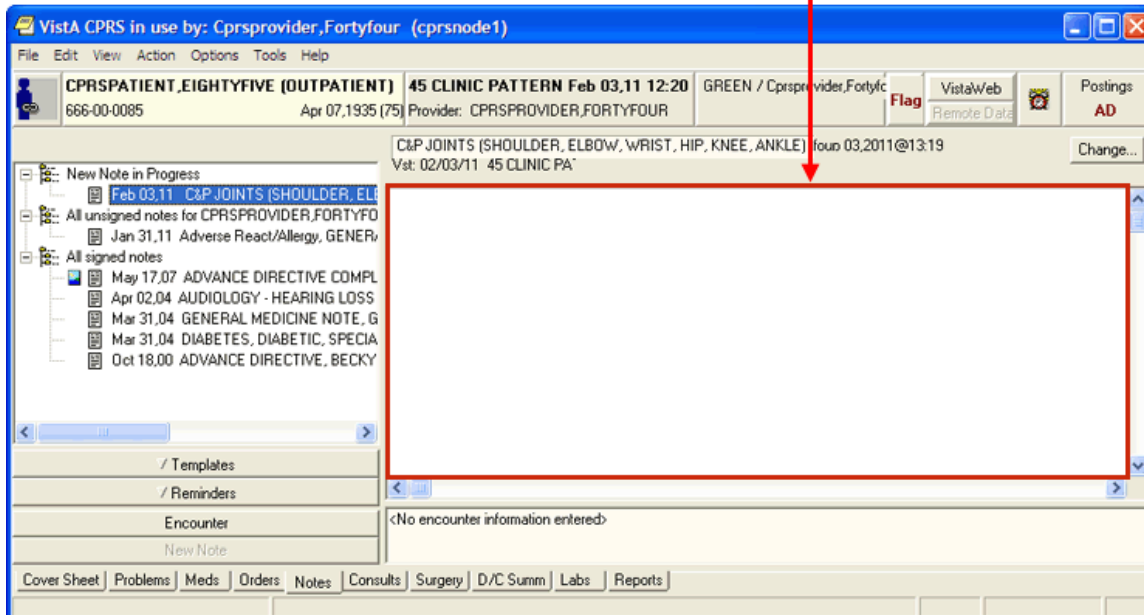 VistA CPRS in use by: Cprsprovider,Fortyfour (cprsnode1)
File Edit View Action Options Tools Help
CPRSPATIENT,EIGHTYFIVE (OUTPATIENT) 45 CLINIC PATTERN Feb 03,11 12:20 GREEN / Cprsprovider,Fortyfc Flag VistaWeb Postings
666-00-0085 Apr 07,1935 (75) Provider: CPRSPROVIDER,FORTYFOUR Remote Data AD
C&P JOINTS (SHOULDER, ELBOW, WRIST, HIP, KNEE, ANKLE) 03,2011@13:19 Change...
Vst: 02/03/11 45 CLINIC PA
New Note in Progress
Feb 03,11 C&P JOINTS (SHOULDER, ELE
All unsigned notes for CPRSPROVIDER,FORTYFO
Jan 31,11 Adverse React/Allergy, GENER
All signed notes
May 17,07 ADVANCE DIRECTIVE COMPL
Apr 02,04 AUDIOLOGY - HEARING LOSS
Mar 31,04 GENERAL MEDICINE NOTE, G
Mar 31,04 DIABETES, DIABETIC, SPECIA
Oct 18,00 ADVANCE DIRECTIVE, BECKY
/ Templates
/ Reminders
Encounter
<No encounter information entered>
New Note
Cover Sheet Problems Meds Orders Notes Consults Surgery D/C Summ Labs Reports